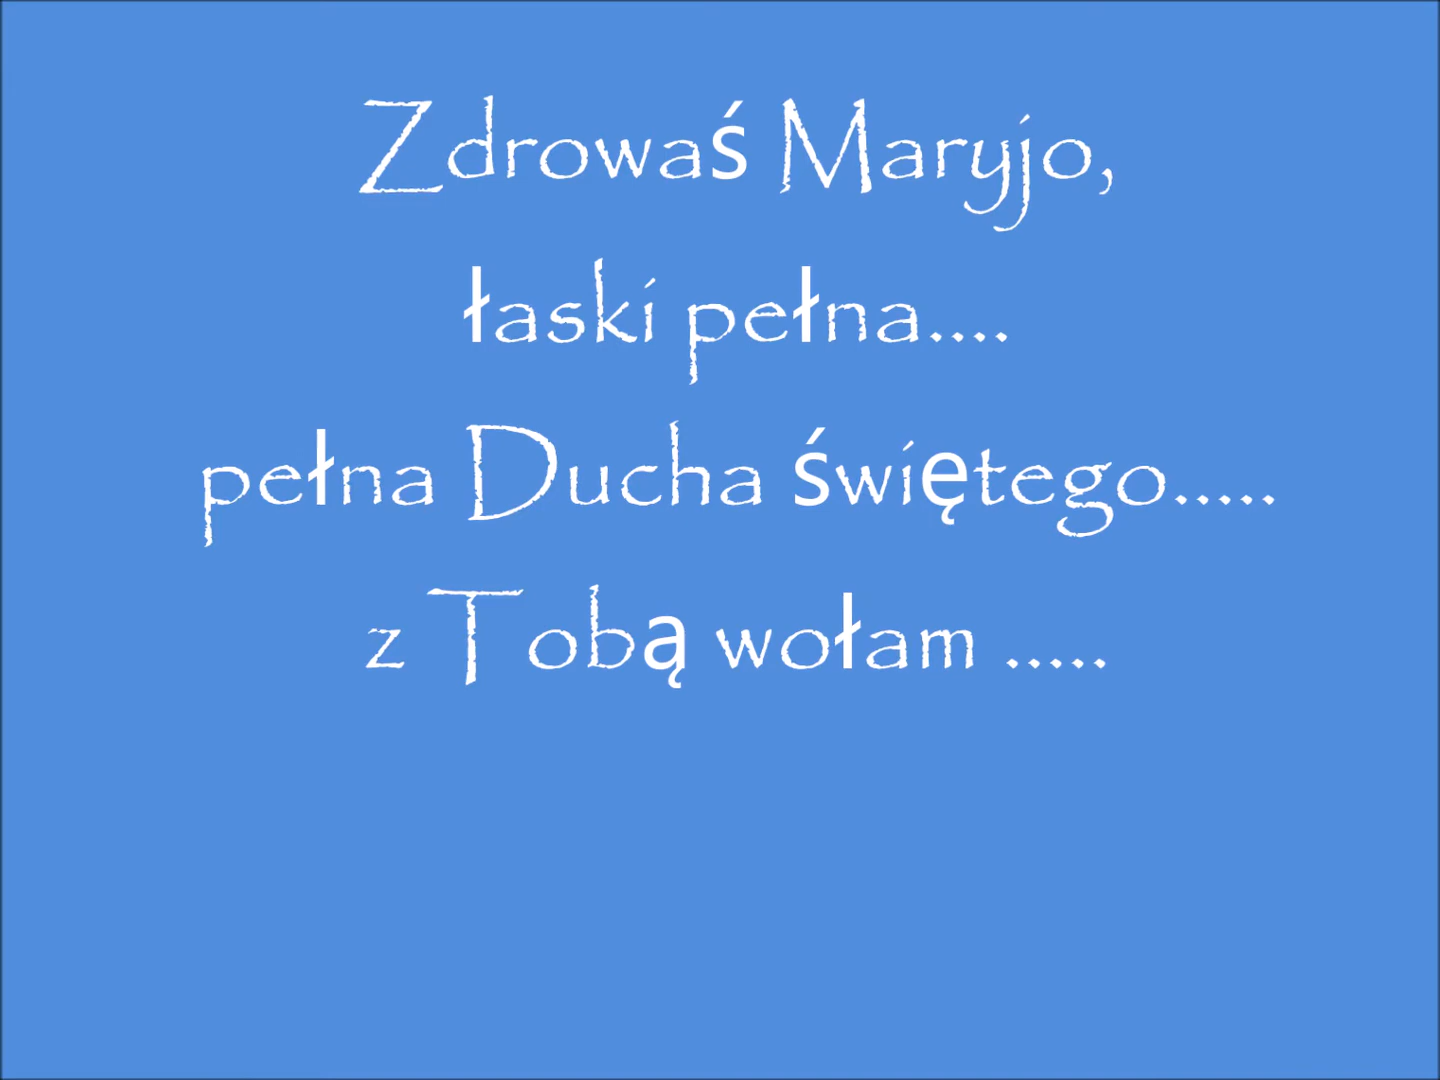 Zdrowaś Maryjo,
łaski pełna....
pełna Ducha świętego.....
z Tobą wołam .....